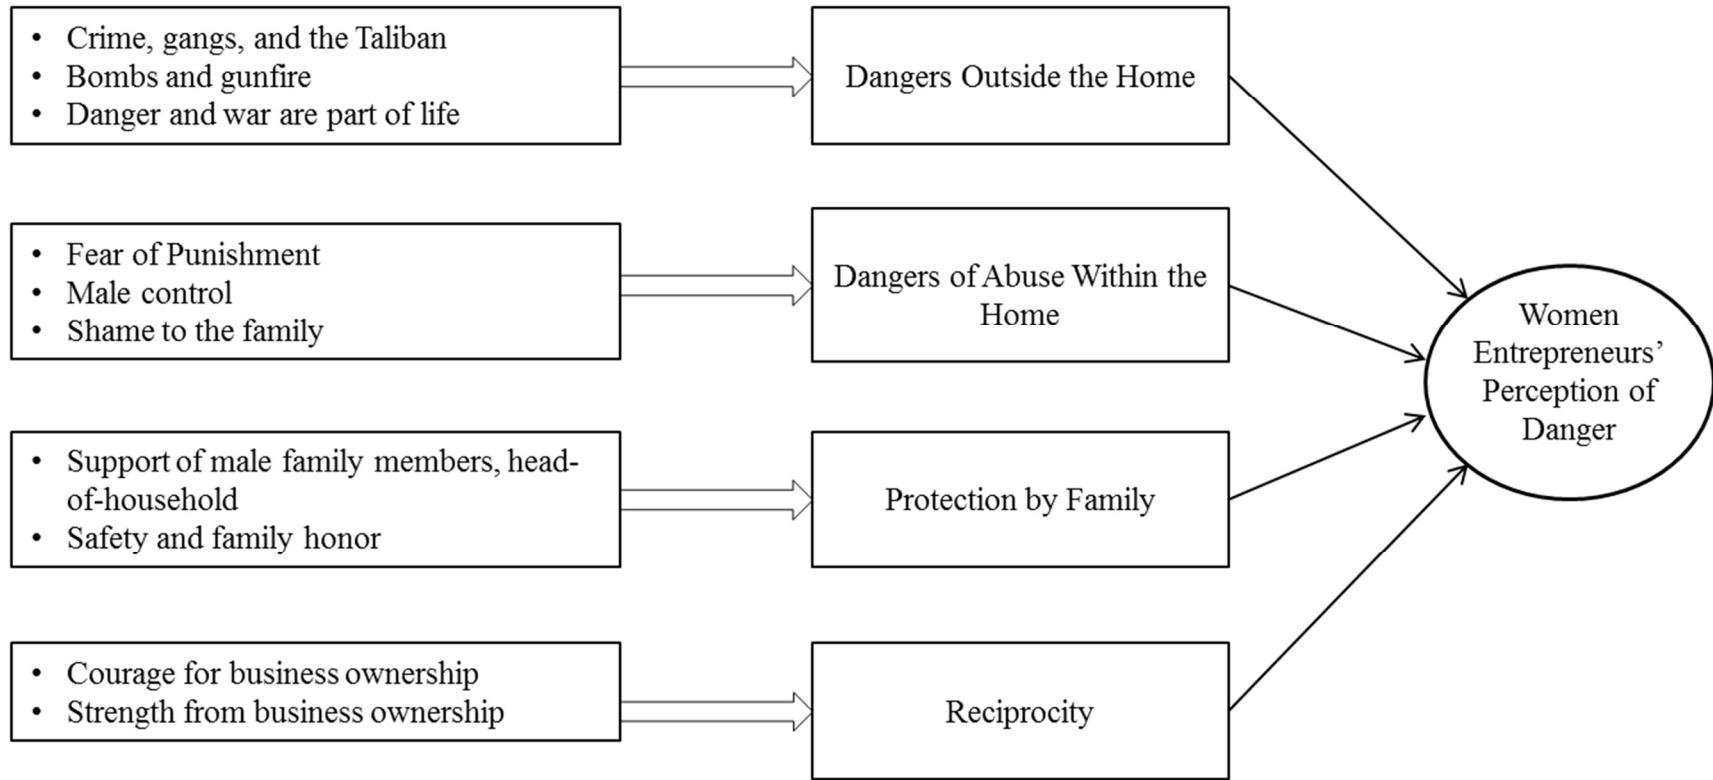 • Crime, gangs, and the Taliban
• Bombs and gunfire
• Danger and war are part of life
Dangers Outside the Home
• Fear of Punishment
• Male control
• Shame to the family
Dangers of Abuse Within the
Home
• Support of male family members, head-
of-household
• Safety and family honor
Protection by Family
• Courage for business ownership
• Strength from business ownership
Reciprocity
Women
Entrepreneurs’
Perception of
Danger